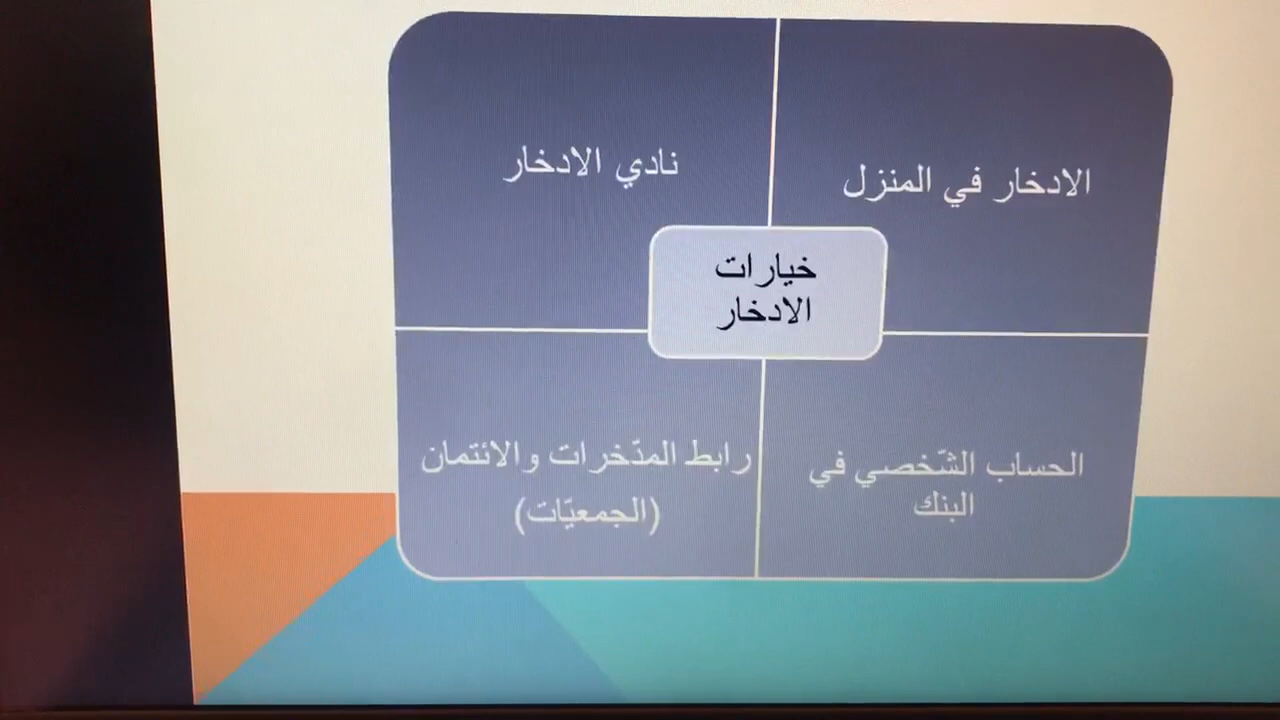 خيارات
الادخار
الادخار في المنزل
نادي الادخار
الحساب الشّخصي في
البنك
رابط المدّخرات والائتمان
(الجمعيّات)